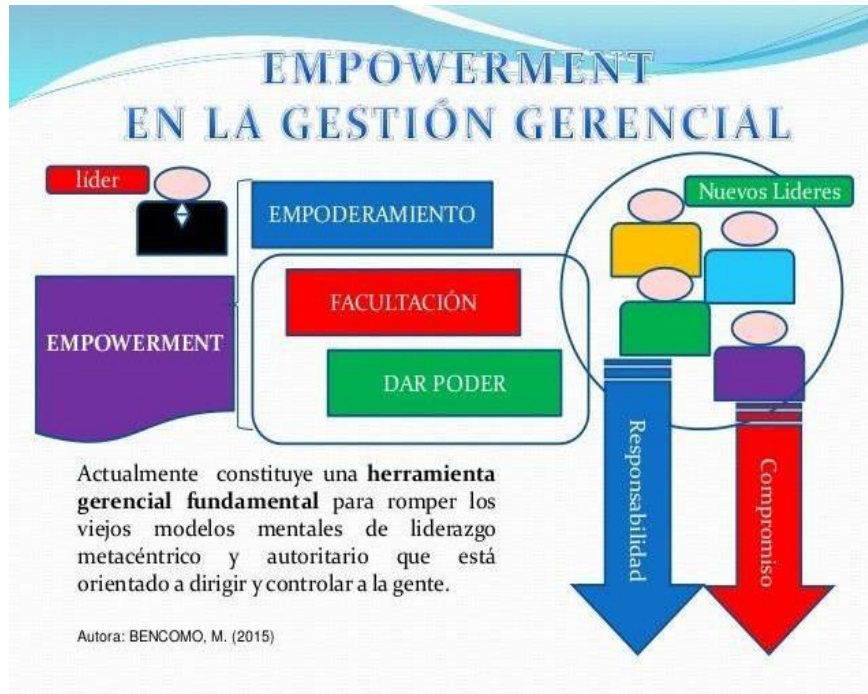 EMPOWERMENT
EN LA GESTIÓN GERENCIAL
líder
EMPODERAMIENTO
Nuevos Lideres
FACULTACIÓN
EMPOWERMENT
DAR PODER
Actualmente constituye una herramienta
gerencial fundamental para romper los
viejos modelos mentales de liderazgo
metacéntrico y autoritario que está
orientado a dirigir y controlar a la gente.
Responsabilidad
Compromiso
Autora: BENCOMO, M. (2015)